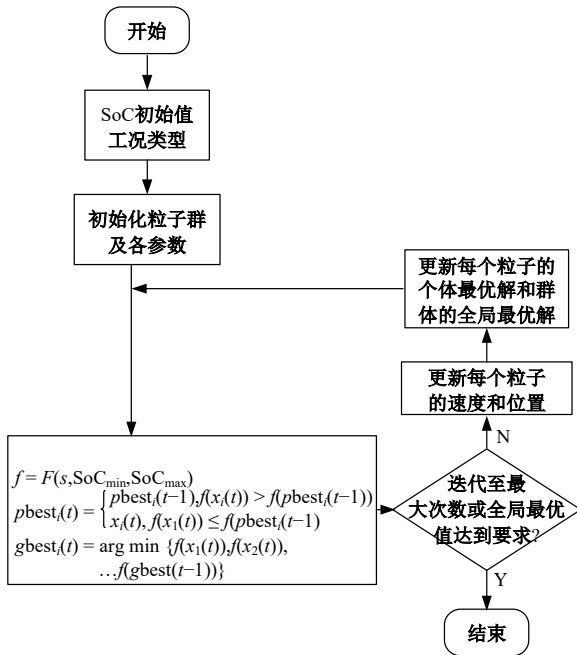 开始
SoC初始值
工况类型
初始化粒子群
及各参数
更新每个粒子的
个体最优解和群
体的全局最优解
更新每个粒子
的速度和位置
N
f = F(s,SoCmin,SoCmax)
pbesti(t) = { pbesti(t−1),f(xi(t)) > f(pbesti(t−1))
xi(t), f(x1(t)) ≤ f(pbesti(t−1)
gbesti(t) = arg min {f(x1(t)),f(x2(t)),
…f(gbest(t−1))}
迭代至最
大次数或全局最优
值达到要求?
Y
结束